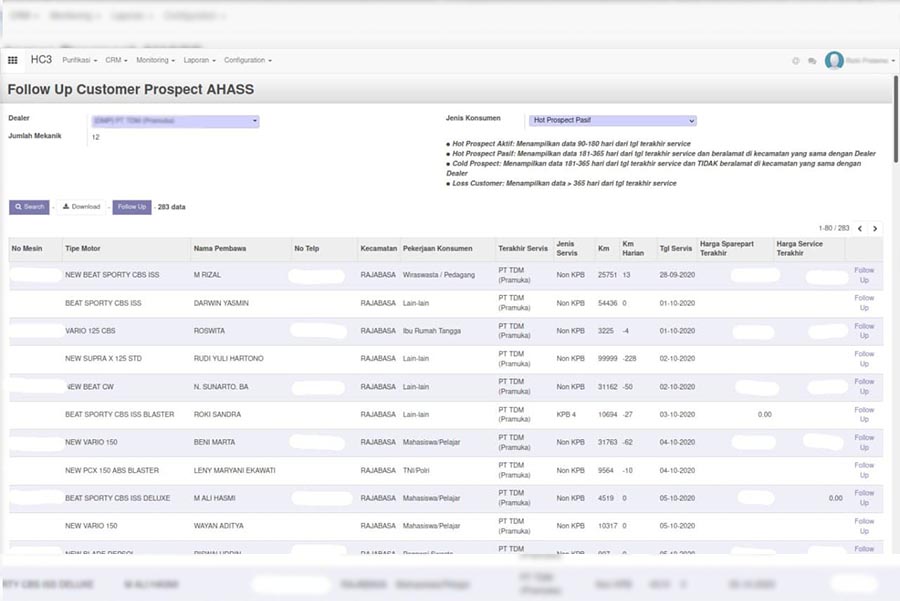 HC3 Purifikasi CRM Monitoring Laporan Configuration
Follow Up Customer Prospect AHASS
Dealer [DMP] PT TDM (Pramuka) Jenis Konsumen Hot Prospect Pasif
Jumlah Mekanik 12
Hot Prospect Aktif: Menampilkan data 90-180 hari dari tgl terakhir service
Hot Prospect Pasif: Menampilkan data 181-365 hari dari tgl terakhir service dan beralamat di kecamatan yang sama dengan Dealer
Cold Prospect: Menampilkan data 181-365 hari dari tgl terakhir service dan TIDAK beralamat di kecamatan yang sama dengan
Dealer
Loss Customer: Menampilkan data > 365 hari dari tgl terakhir service
Search - Download - Follow Up - 283 data
1-80 / 283
No Mesin Tipe Motor Nama Pembawa No Telp Kecamatan Pekerjaan Konsumen Terakhir Servis Jenis Servis Km Km Harian Tgl Servis Harga Sparepart Terakhir Harga Service Terakhir
NEW BEAT SPORTY CBS ISS M RIZAL RAJABASA Wiraswasta / Pedagang PT TDM (Pramuka) Non KPB 25751 13 28-09-2020 Follow Up
BEAT SPORTY CBS ISS DARWIN YASMIN RAJABASA Lain-lain PT TDM (Pramuka) Non KPB 54436 0 01-10-2020 Follow Up
VARIO 125 CBS ROSWITA RAJABASA Ibu Rumah Tangga PT TDM (Pramuka) Non KPB 3225 -4 01-10-2020 Follow Up
NEW SUPRA X 125 STD RUDI YULI HARTONO RAJABASA Lain-lain PT TDM (Pramuka) Non KPB 99999 -228 02-10-2020 Follow Up
NEW BEAT CW N. SUNARTO. BA RAJABASA Lain-lain PT TDM (Pramuka) Non KPB 31162 -50 02-10-2020 Follow Up
BEAT SPORTY CBS ISS BLASTER ROKI SANDRA RAJABASA Lain-lain PT TDM (Pramuka) KPB 4 10694 -27 03-10-2020 0.00 Follow Up
NEW VARIO 150 BENI MARTA RAJABASA Mahasiswa/Pelajar PT TDM (Pramuka) Non KPB 31763 -62 04-10-2020 Follow Up
NEW PCX 150 ABS BLASTER LENY MARYANI EKAWATI RAJABASA TNI/Polri PT TDM (Pramuka) Non KPB 9564 -10 04-10-2020 Follow Up
BEAT SPORTY CBS ISS DELUXE M ALI HASMI RAJABASA Mahasiswa/Pelajar PT TDM (Pramuka) Non KPB 4519 0 05-10-2020 0.00 Follow Up
NEW VARIO 150 WAYAN ADITYA RAJABASA Mahasiswa/Pelajar PT TDM (Pramuka) Non KPB 10317 0 05-10-2020 Follow Up
PT TDM Follow